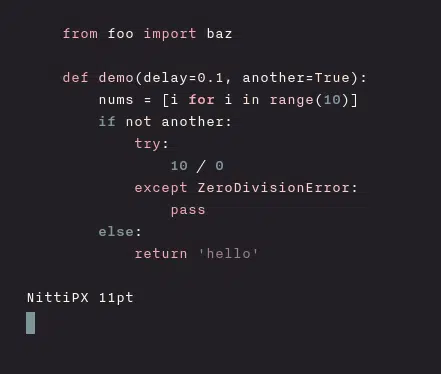 from foo import baz
def demo(delay=0.1, another=True):
nums = [i for i in range(10)]
if not another:
try:
10 / 0
except ZeroDivisionError:
pass
else:
return 'hello'
NittiPX 11pt